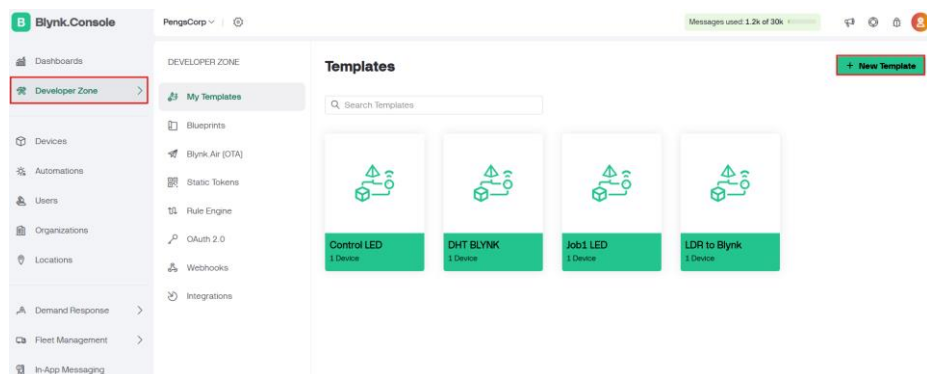 B Blynk.Console
PengsCorp
Messages used: 1.2k of 30k
Dashboards
Developer Zone
Devices
Automations
Users
Organizations
Locations
Demand Response
Fleet Management
In-App Messaging
DEVELOPER ZONE
My Templates
Blueprints
Blynk.Air (OTA)
Static Tokens
Rule Engine
OAuth 2.0
Webhooks
Integrations
Templates
+ New Template
Search Templates
Control LED
1 Device
DHT BLYNK
1 Device
Job1 LED
1 Device
LDR to Blynk
1 Device